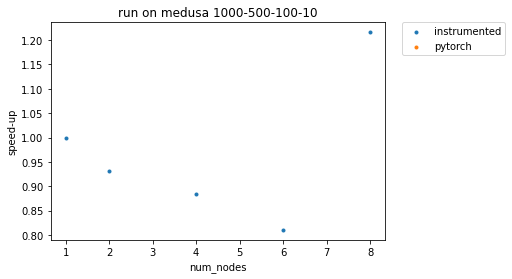 run on medusa 1000-500-100-10
instrumented
pytorch
speed-up
1.20
1.15
1.10
1.05
1.00
0.95
0.90
0.85
0.80
1 2 3 4 5 6 7 8
num_nodes